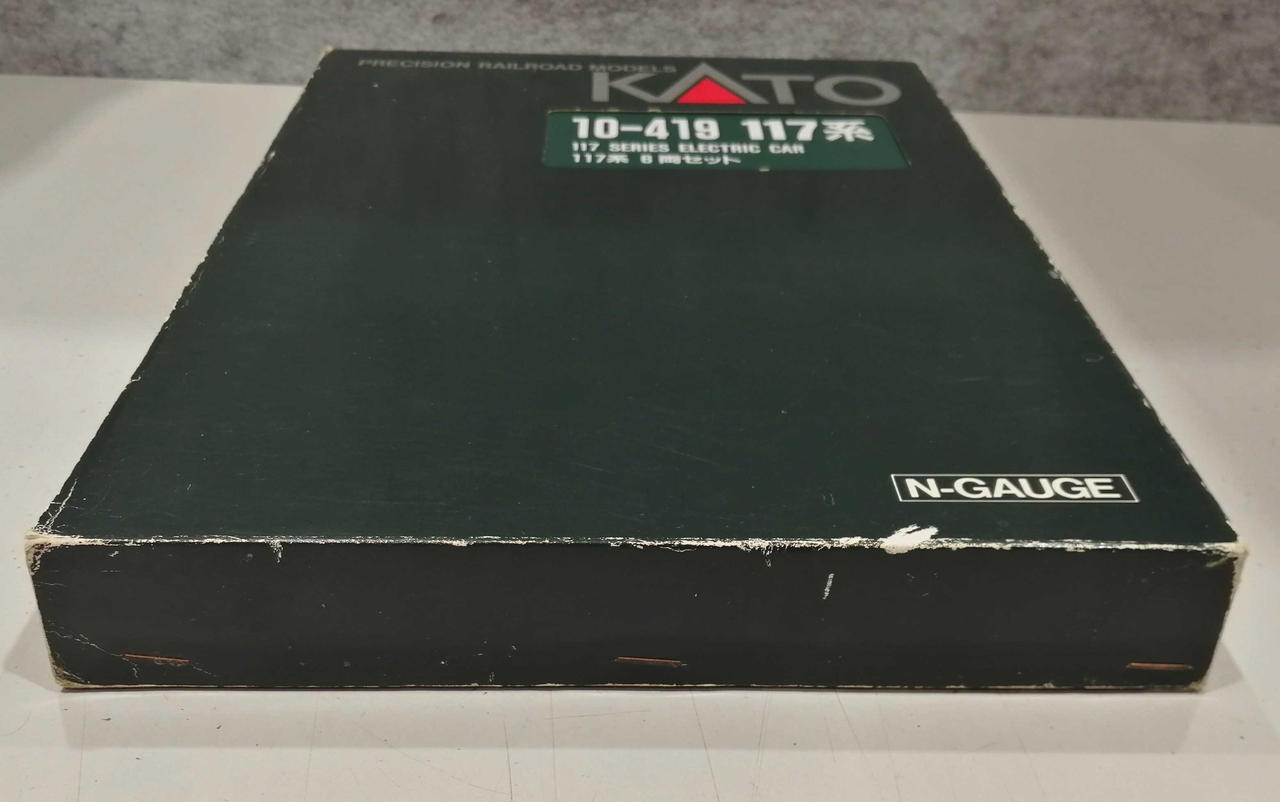 PRECISION RAILROAD MODELS
KATO
10-419 117系
117 SERIES ELECTRIC CAR
117系 6両セット
N-GAUGE